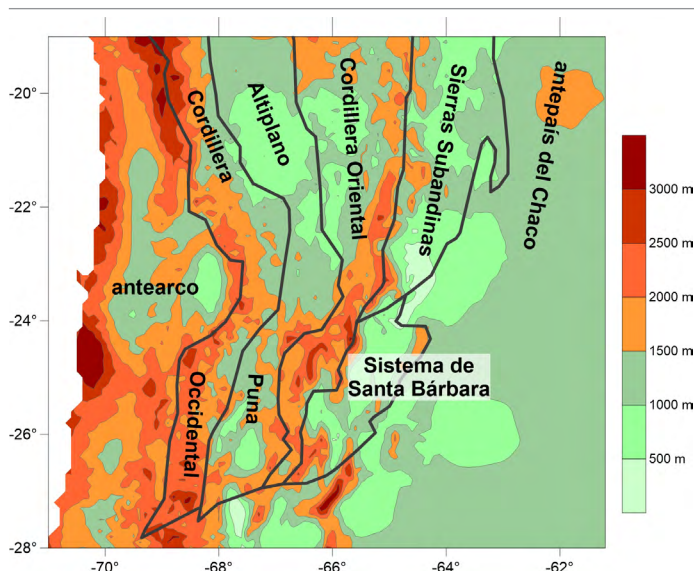 -20°
-22°
-24°
-26°
-28°
-70°
-68°
-66°
-64°
-62°
Cordillera
Occidental
Altiplano
Puna
Cordillera Oriental
Sierras Subandinas
antepaís del Chaco
antearco
Sistema de
Santa Bárbara
3000 m
2500 m
2000 m
1500 m
1000 m
500 m